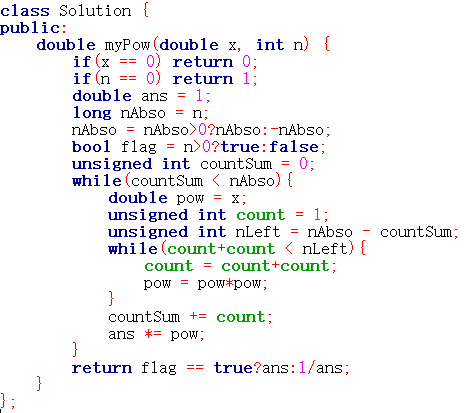 class Solution {
public:
    double myPow(double x, int n) {
        if(x == 0) return 0;
        if(n == 0) return 1;
        double ans = 1;
        long nAbso = n;
        nAbso = nAbso>0?nAbso:-nAbso;
        bool flag = n>0?true:false;
        unsigned int countSum = 0;
        while(countSum < nAbso){
            double pow = x;
            unsigned int count = 1;
            unsigned int nLeft = nAbso - countSum;
            while(count+count < nLeft){
                count = count+count;
                pow = pow*pow;
            }
            countSum += count;
            ans *= pow;
        }
        return flag == true?ans:1/ans;
    }
};